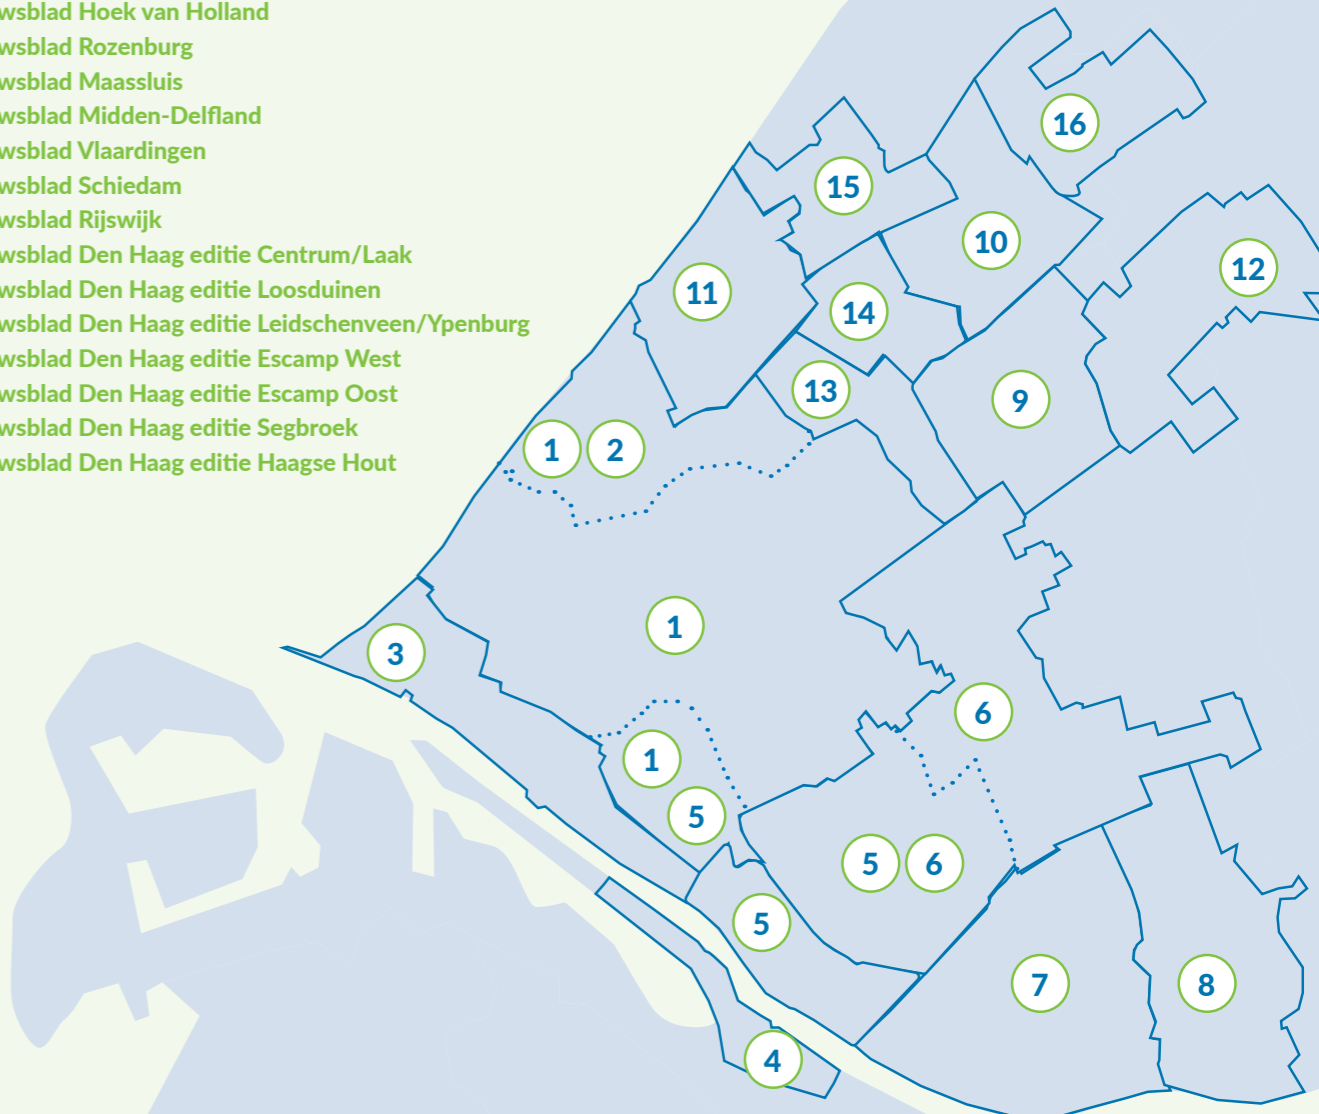 wsblad Hoek van Holland
wsblad Rozenburg
wsblad Maassluis
wsblad Midden-Delfland
wsblad Vlaardingen
wsblad Schiedam
wsblad Rijswijk
wsblad Den Haag editie Centrum/Laak
wsblad Den Haag editie Loosduinen
wsblad Den Haag editie Leidschenveen/Ypenburg
wsblad Den Haag editie Escamp West
wsblad Den Haag editie Escamp Oost
wsblad Den Haag editie Segbroek
wsblad Den Haag editie Haagse Hout
16
15
10
12
11
14
13
9
1 2
1
3
6
1
5
5 6
5
7
8
4